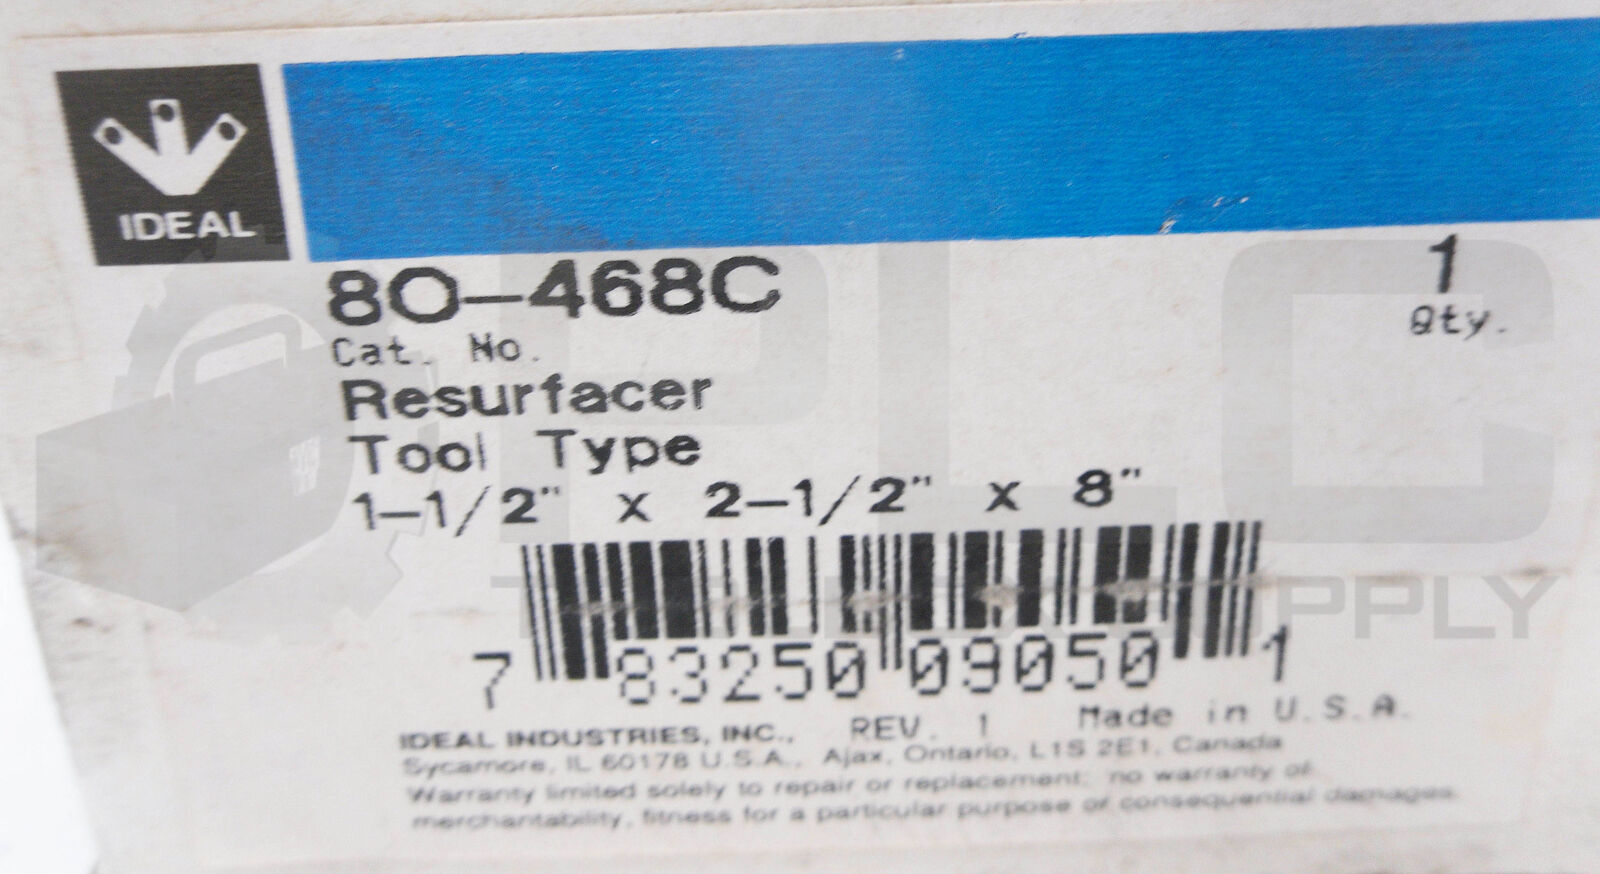 IDEAL
80-468C
1
Cat. No.
Qty.
Resurfacer
Tool Type
1-1/2" x 2-1/2" x 8"
7 83250 09050 1
IDEAL INDUSTRIES, INC., REV. 1 Made in U.S.A.
Sycamore, IL 60178 U.S.A., Ajax, Ontario, L1S 2E1, Canada
Warranty limited solely to repair or replacement; no warranty of
merchantability, fitness for a particular purpose or consequential damages.
PLC
SUPPLY